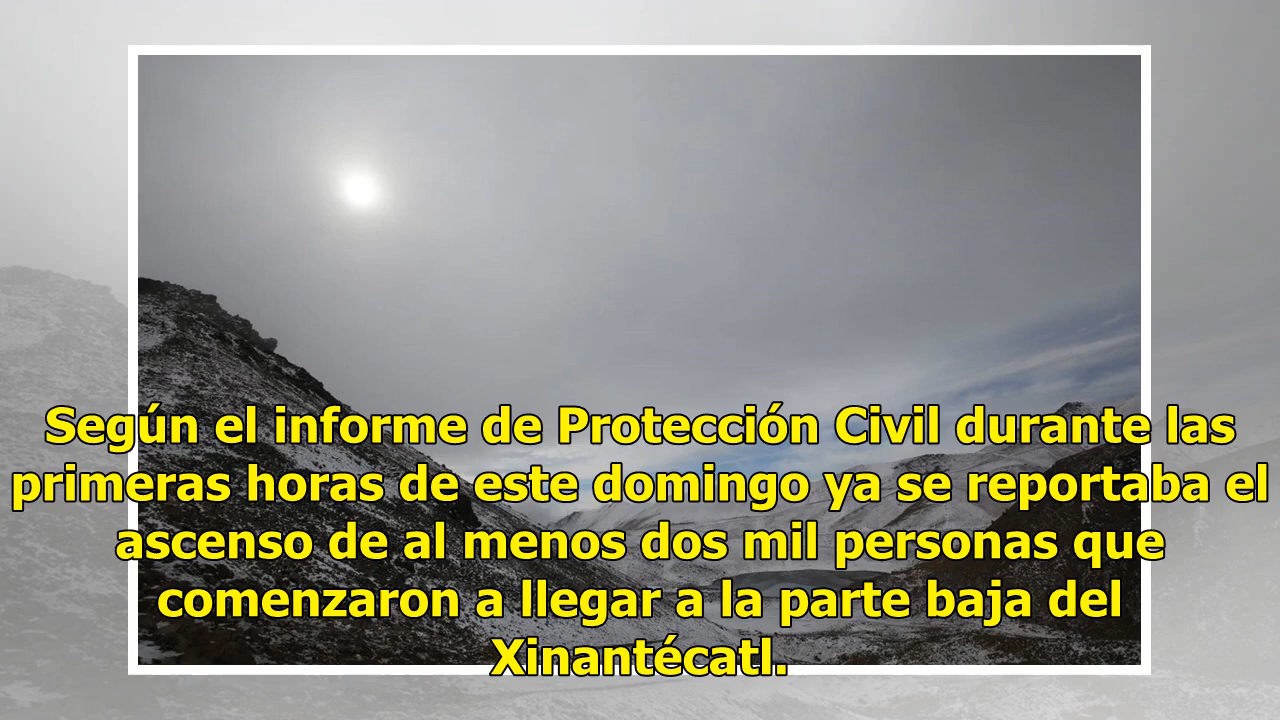 Según el informe de Protección Civil durante las
primeras horas de este domingo ya se reportaba el
ascenso de al menos dos mil personas que
comenzaron a llegar a la parte baja del
Xinantécatl.